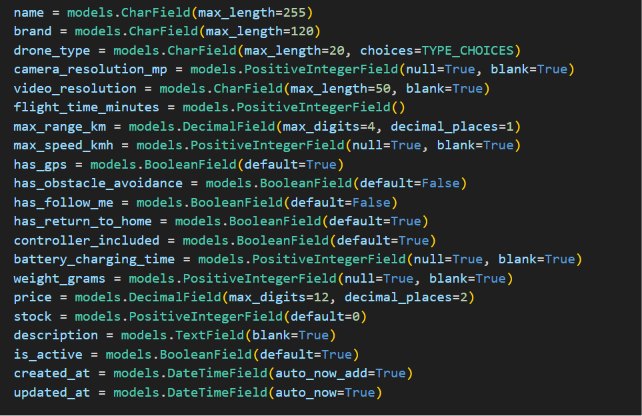 name = models.CharField(max_length=255)
brand = models.CharField(max_length=120)
drone_type = models.CharField(max_length=20, choices=TYPE_CHOICES)
camera_resolution_mp = models.PositiveIntegerField(null=True, blank=True)
video_resolution = models.CharField(max_length=50, blank=True)
flight_time_minutes = models.PositiveIntegerField()
max_range_km = models.DecimalField(max_digits=4, decimal_places=1)
max_speed_kmh = models.PositiveIntegerField(null=True, blank=True)
has_gps = models.BooleanField(default=True)
has_obstacle_avoidance = models.BooleanField(default=False)
has_follow_me = models.BooleanField(default=False)
has_return_to_home = models.BooleanField(default=True)
controller_included = models.BooleanField(default=True)
battery_charging_time = models.PositiveIntegerField(null=True, blank=True)
weight_grams = models.PositiveIntegerField(null=True, blank=True)
price = models.DecimalField(max_digits=12, decimal_places=2)
stock = models.PositiveIntegerField(default=0)
description = models.TextField(blank=True)
is_active = models.BooleanField(default=True)
created_at = models.DateTimeField(auto_now_add=True)
updated_at = models.DateTimeField(auto_now=True)